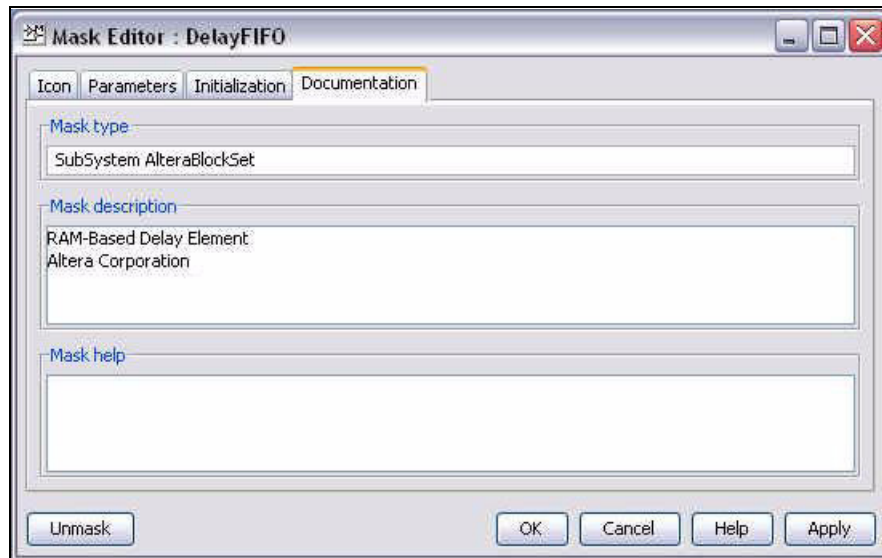 Mask Editor : DelayFIFO
Icon Parameters Initialization Documentation
Mask type
SubSystem AlteraBlockSet
Mask description
RAM-Based Delay Element
Altera Corporation
Mask help
Unmask OK Cancel Help Apply